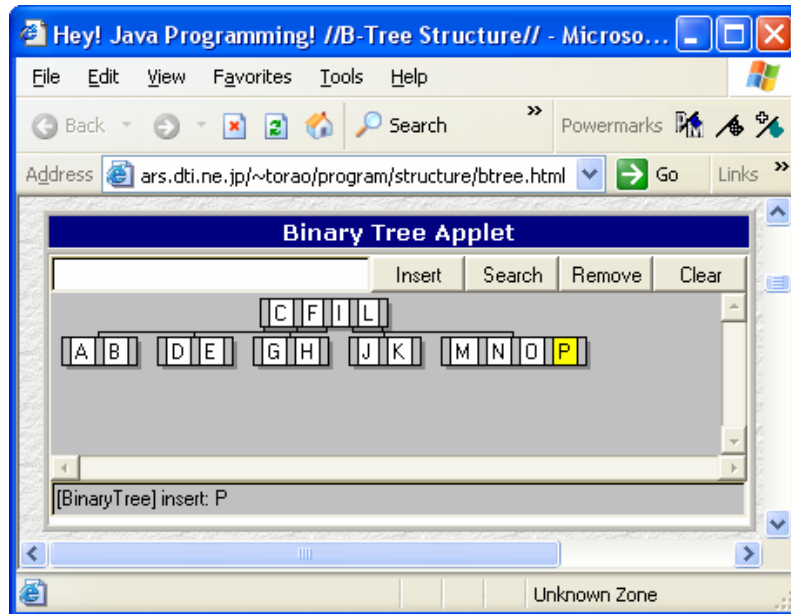 Hey! Java Programming! //B-Tree Structure// - Microso...
File Edit View Favorites Tools Help
Back Search » Powermarks
Address ars.dti.ne.jp/~torao/program/structure/btree.html Go Links »
Binary Tree Applet
Insert Search Remove Clear
C F I L
A B D E G H J K M N O P
[BinaryTree] insert: P
Unknown Zone